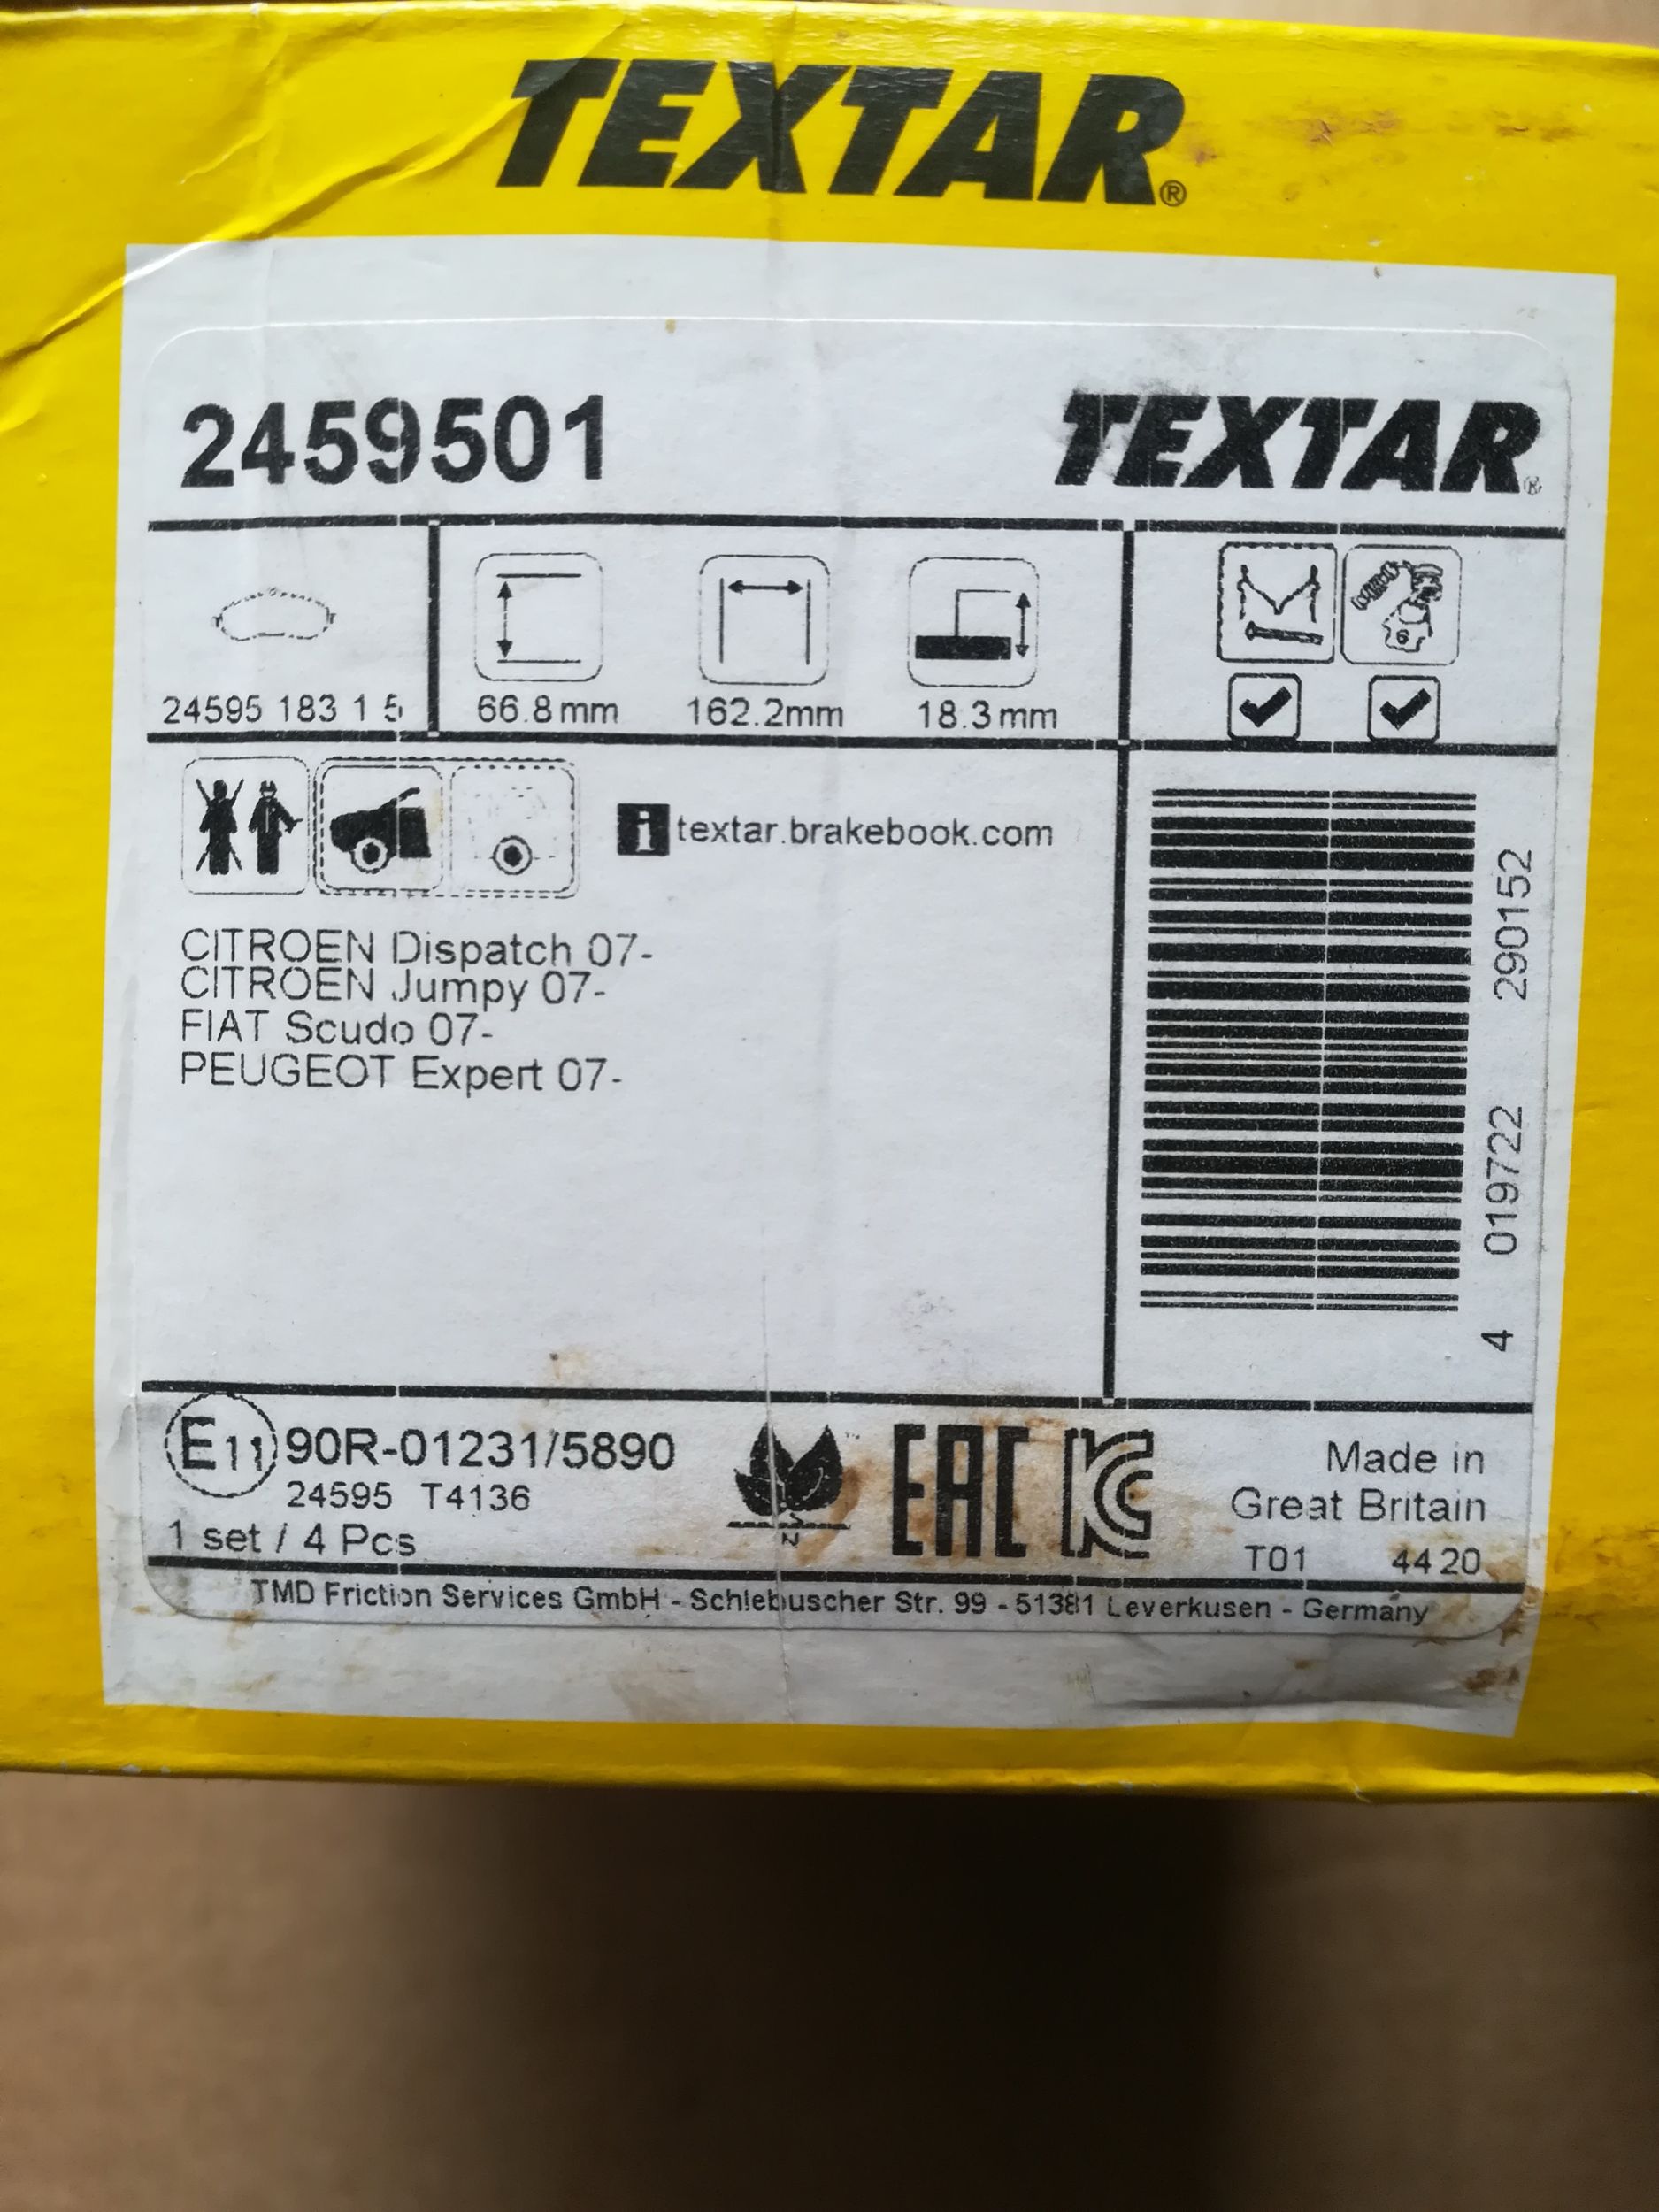 TEXTAR®
2459501
TEXTAR®
24595 183 1 5
66.8mm
162.2mm
18.3mm
6
i textar.brakebook.com
CITROEN Dispatch 07-
CITROEN Jumpy 07-
FIAT Scudo 07-
PEUGEOT Expert 07-
4 019722 290152
E11 90R-01231/5890
24595 T4136
1 set / 4 Pcs
N
EAC
KC
Made in
Great Britain
T01 44 20
TMD Friction Services GmbH - Schlebuscher Str. 99 - 51381 Leverkusen - Germany